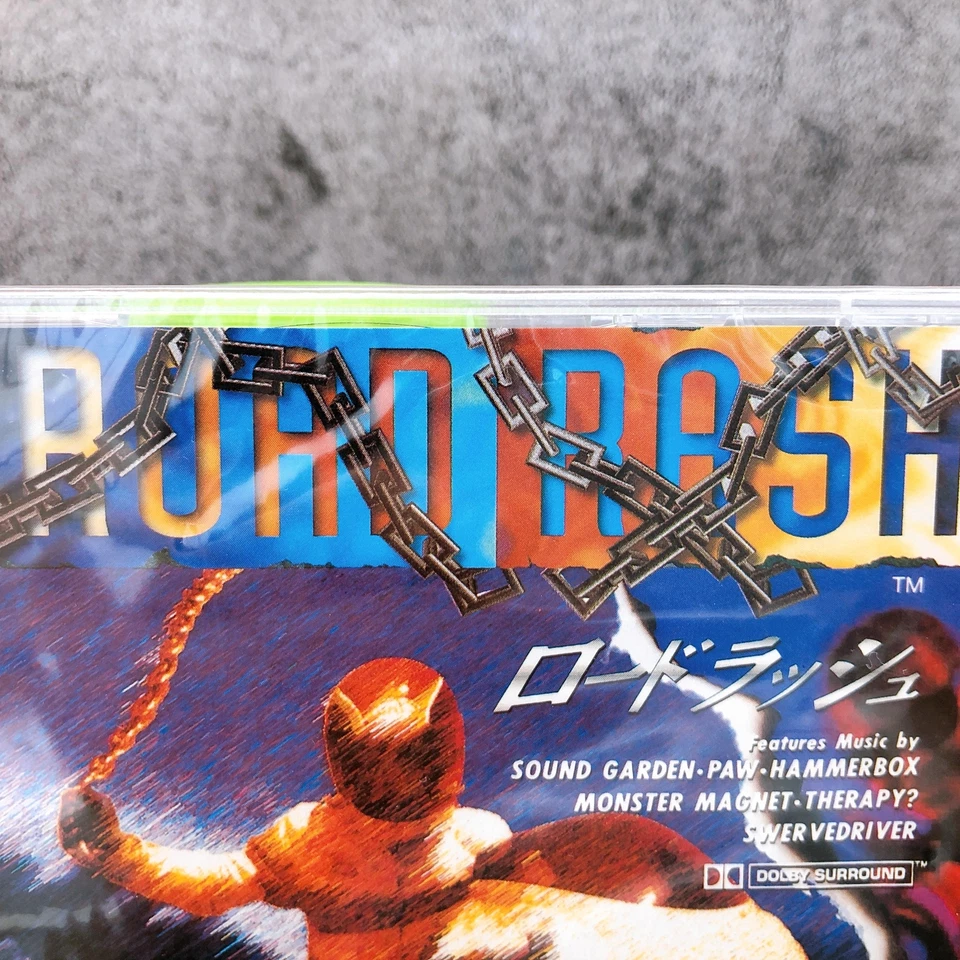 ROAD RASH
TM
ロードラッシュ
Features Music by
SOUND GARDEN・PAW・HAMMERBOX
MONSTER MAGNET・THERAPY?
SWERVEDRIVER
DOLBY SURROUND TM